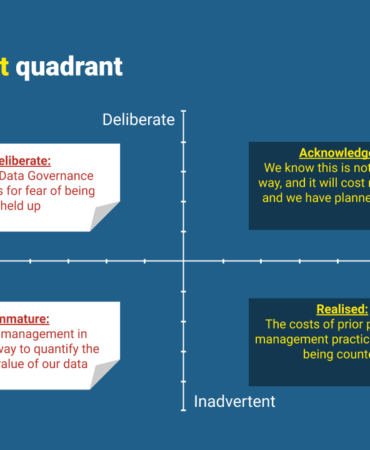 t quadrant
Deliberate
eliberate:
Data Governance
s for fear of being
held up
Acknowledge
We know this is not
way, and it will cost
and we have planne
mmature:
management in
way to quantify the
value of our data
Realised:
The costs of prior p
management practic
being counte
Inadvertent